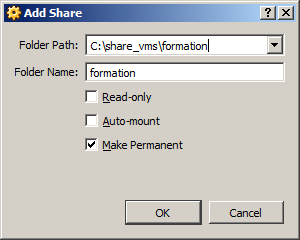 Add Share
Folder Path: C:\share_vms\formation
Folder Name: formation
Read-only
Auto-mount
Make Permanent
OK Cancel